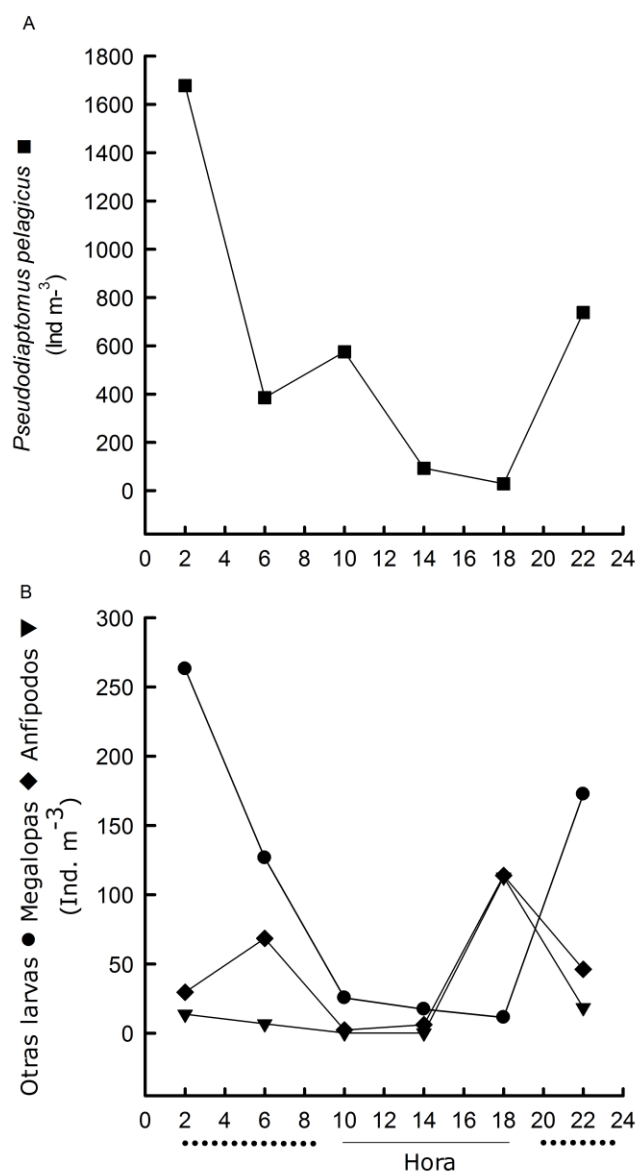 A
1800
1600
1400
1200
1000
800
600
400
200
0
Pseudodiaptomus pelagicus
(Ind m-³)
0 2 4 6 8 10 12 14 16 18 20 22 24
B
300
250
200
150
100
50
0
Otras larvas Megalopas Anfípodos
(Ind. m-³)
0 2 4 6 8 10 12 14 16 18 20 22 24
Hora